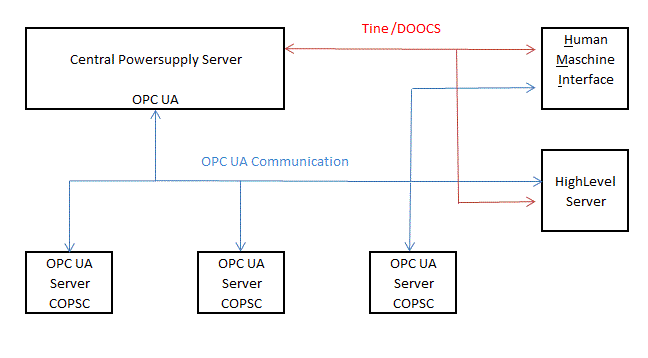 Tine/DOOCS
Central Powersupply Server
OPC UA
Human
Maschine
Interface
OPC UA Communication
HighLevel
Server
OPC UA
Server
COPSC
OPC UA
Server
COPSC
OPC UA
Server
COPSC